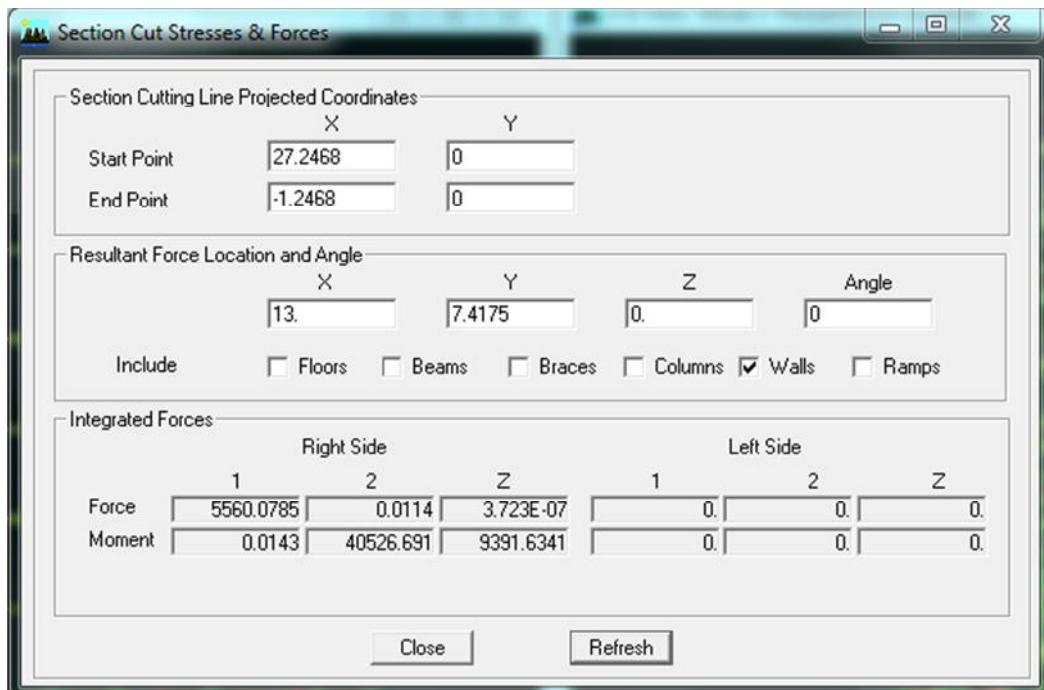 Section Cut Stresses & Forces
Section Cutting Line Projected Coordinates
X Y
Start Point 27.2468 0
End Point -1.2468 0
Resultant Force Location and Angle
X Y Z Angle
13. 7.4175 0. 0
Include Floors Beams Braces Columns Walls Ramps
Integrated Forces
Right Side Left Side
1 2 Z 1 2 Z
Force 5560.0785 0.0114 3.723E-07 0. 0. 0.
Moment 0.0143 40526.691 9391.6341 0. 0. 0.
Close Refresh